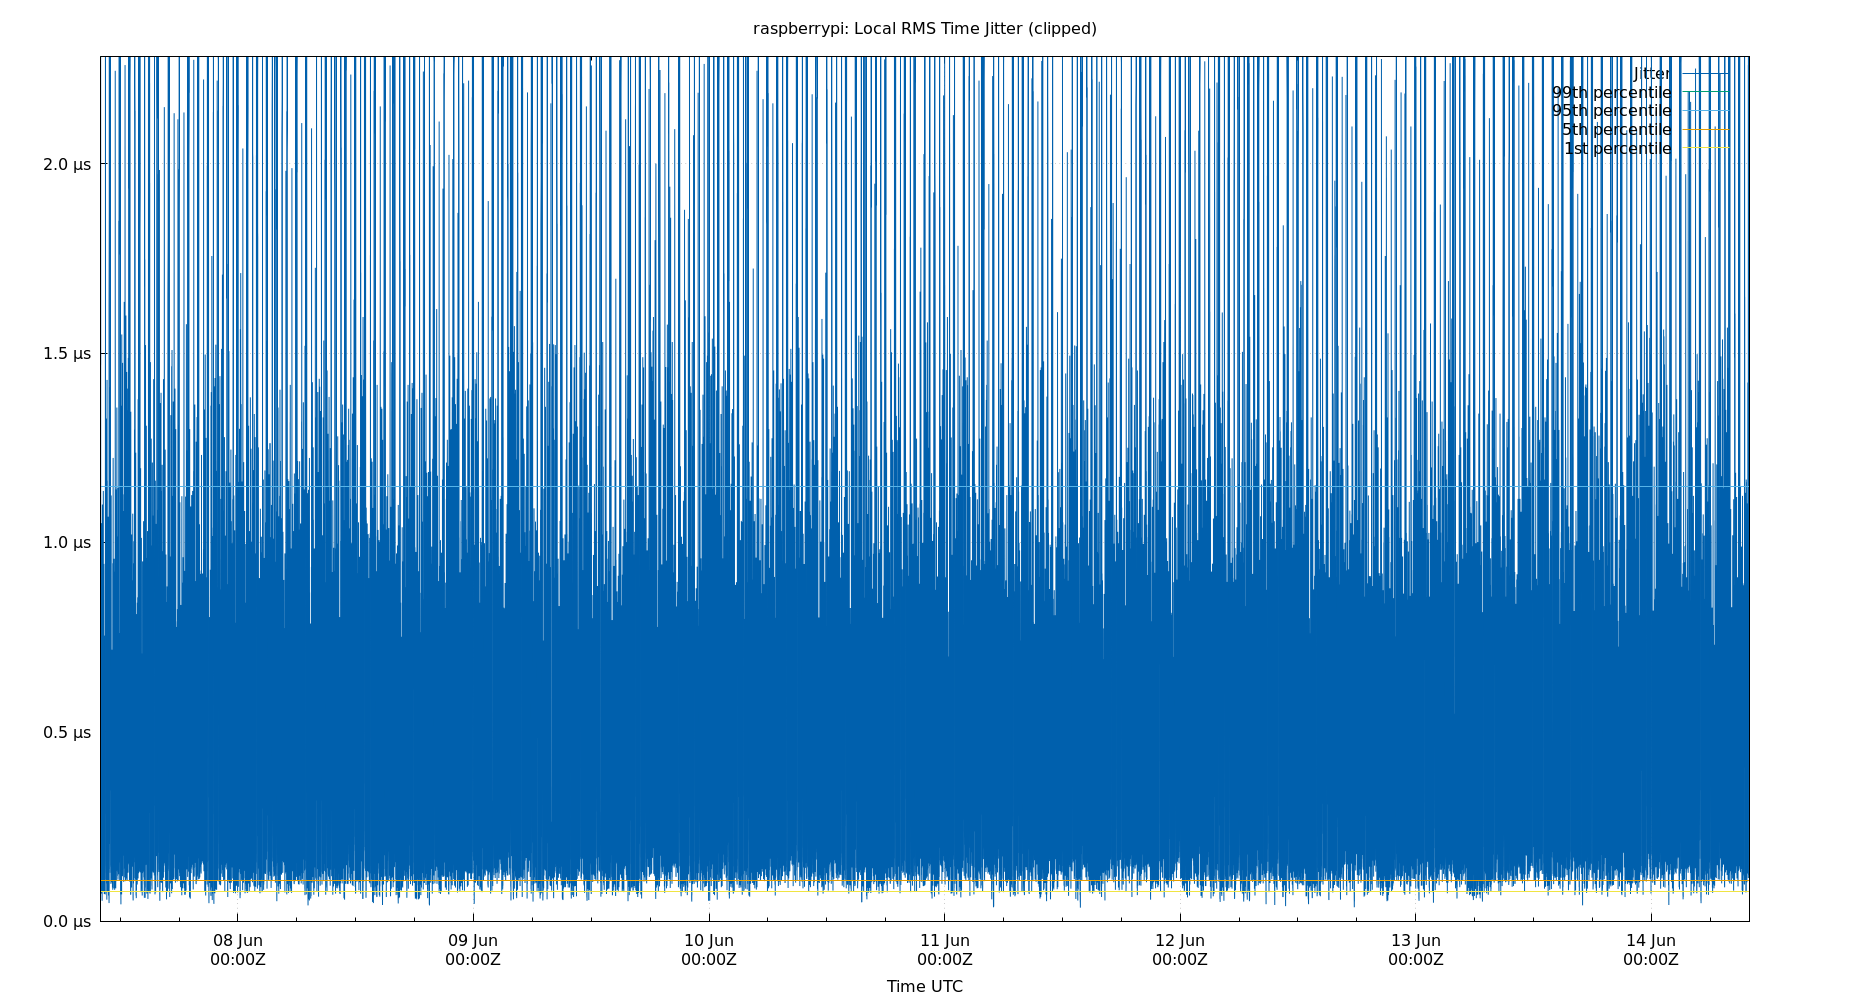 raspberrypi: Local RMS Time Jitter (clipped)
Jitter
99th percentile
95th percentile
5th percentile
1st percentile
2.0 µs
1.5 µs
1.0 µs
0.5 µs
0.0 µs
08 Jun 09 Jun 10 Jun 11 Jun 12 Jun 13 Jun 14 Jun
00:00Z 00:00Z 00:00Z 00:00Z 00:00Z 00:00Z 00:00Z
Time UTC